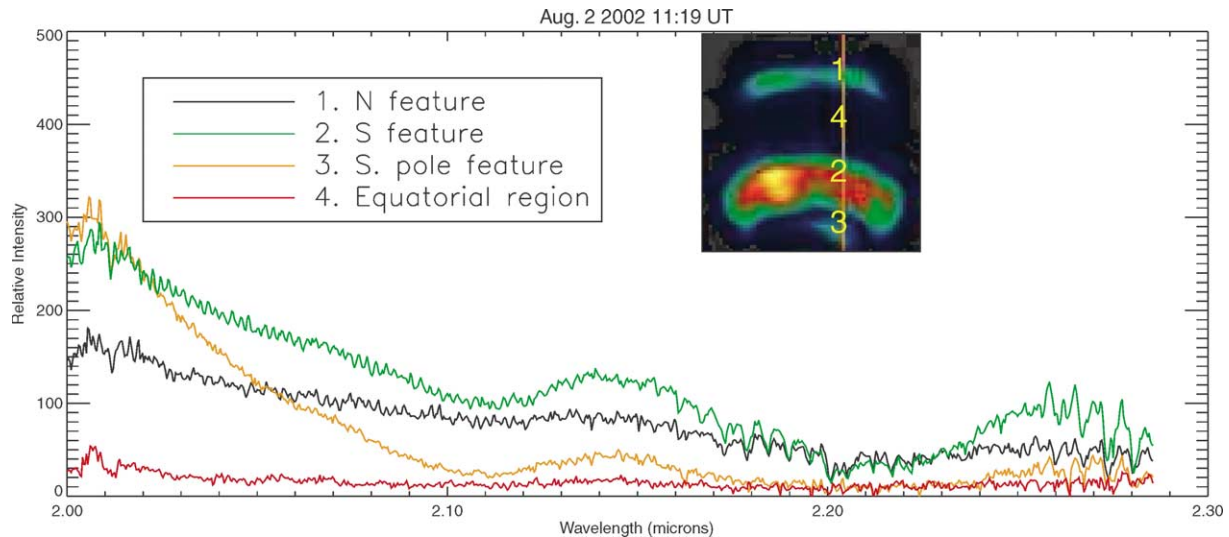 Aug. 2 2002 11:19 UT
500
400
300
200
100
0
Relative Intensity
1. N feature
2. S feature
3. S. pole feature
4. Equatorial region
1
4
2
3
2.00
2.10
2.20
2.30
Wavelength (microns)